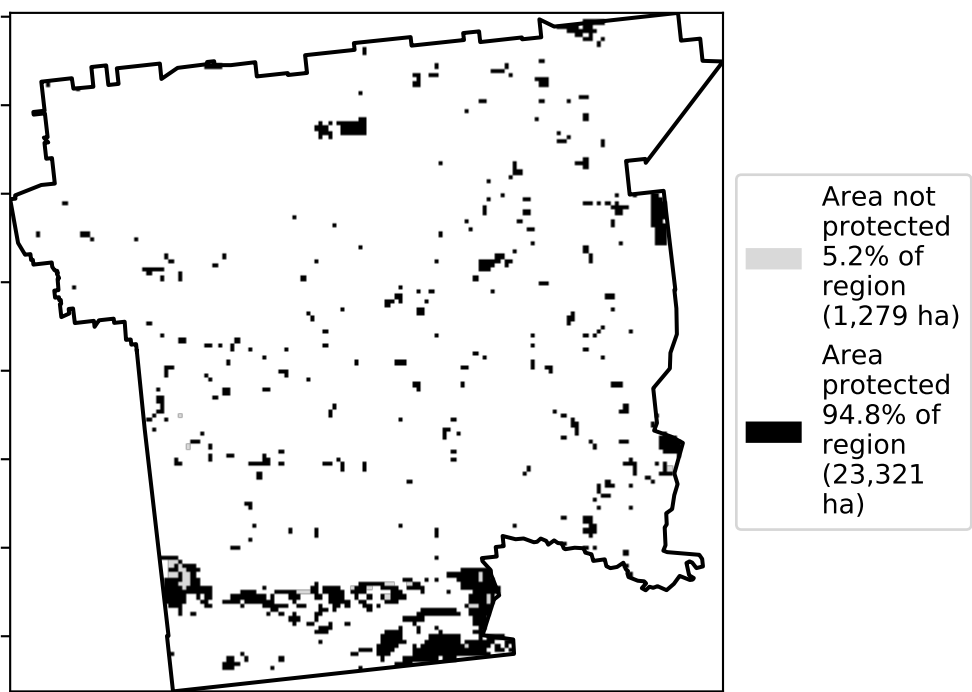 Area not
protected
5.2% of
region
(1,279 ha)
Area
protected
94.8% of
region
(23,321
ha)